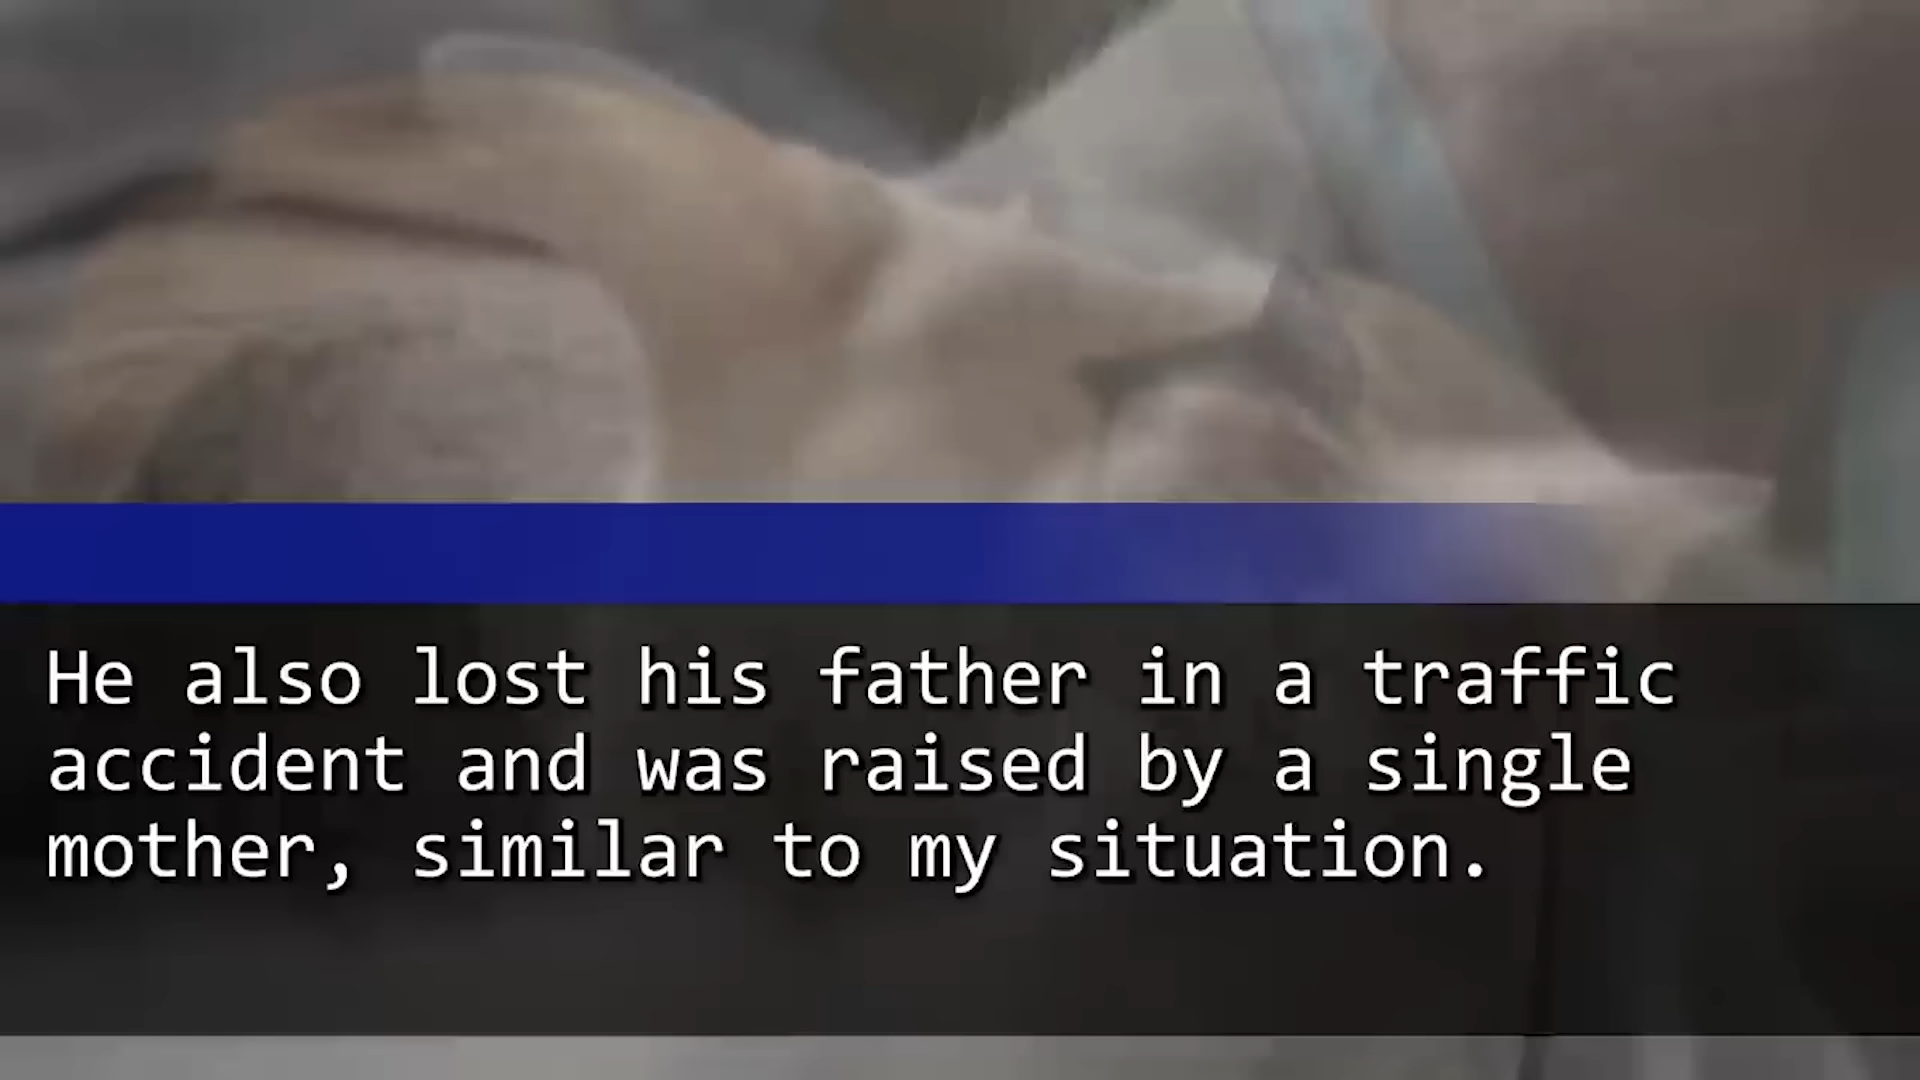 He also lost his father in a traffic
accident and was raised by a single
mother, similar to my situation.